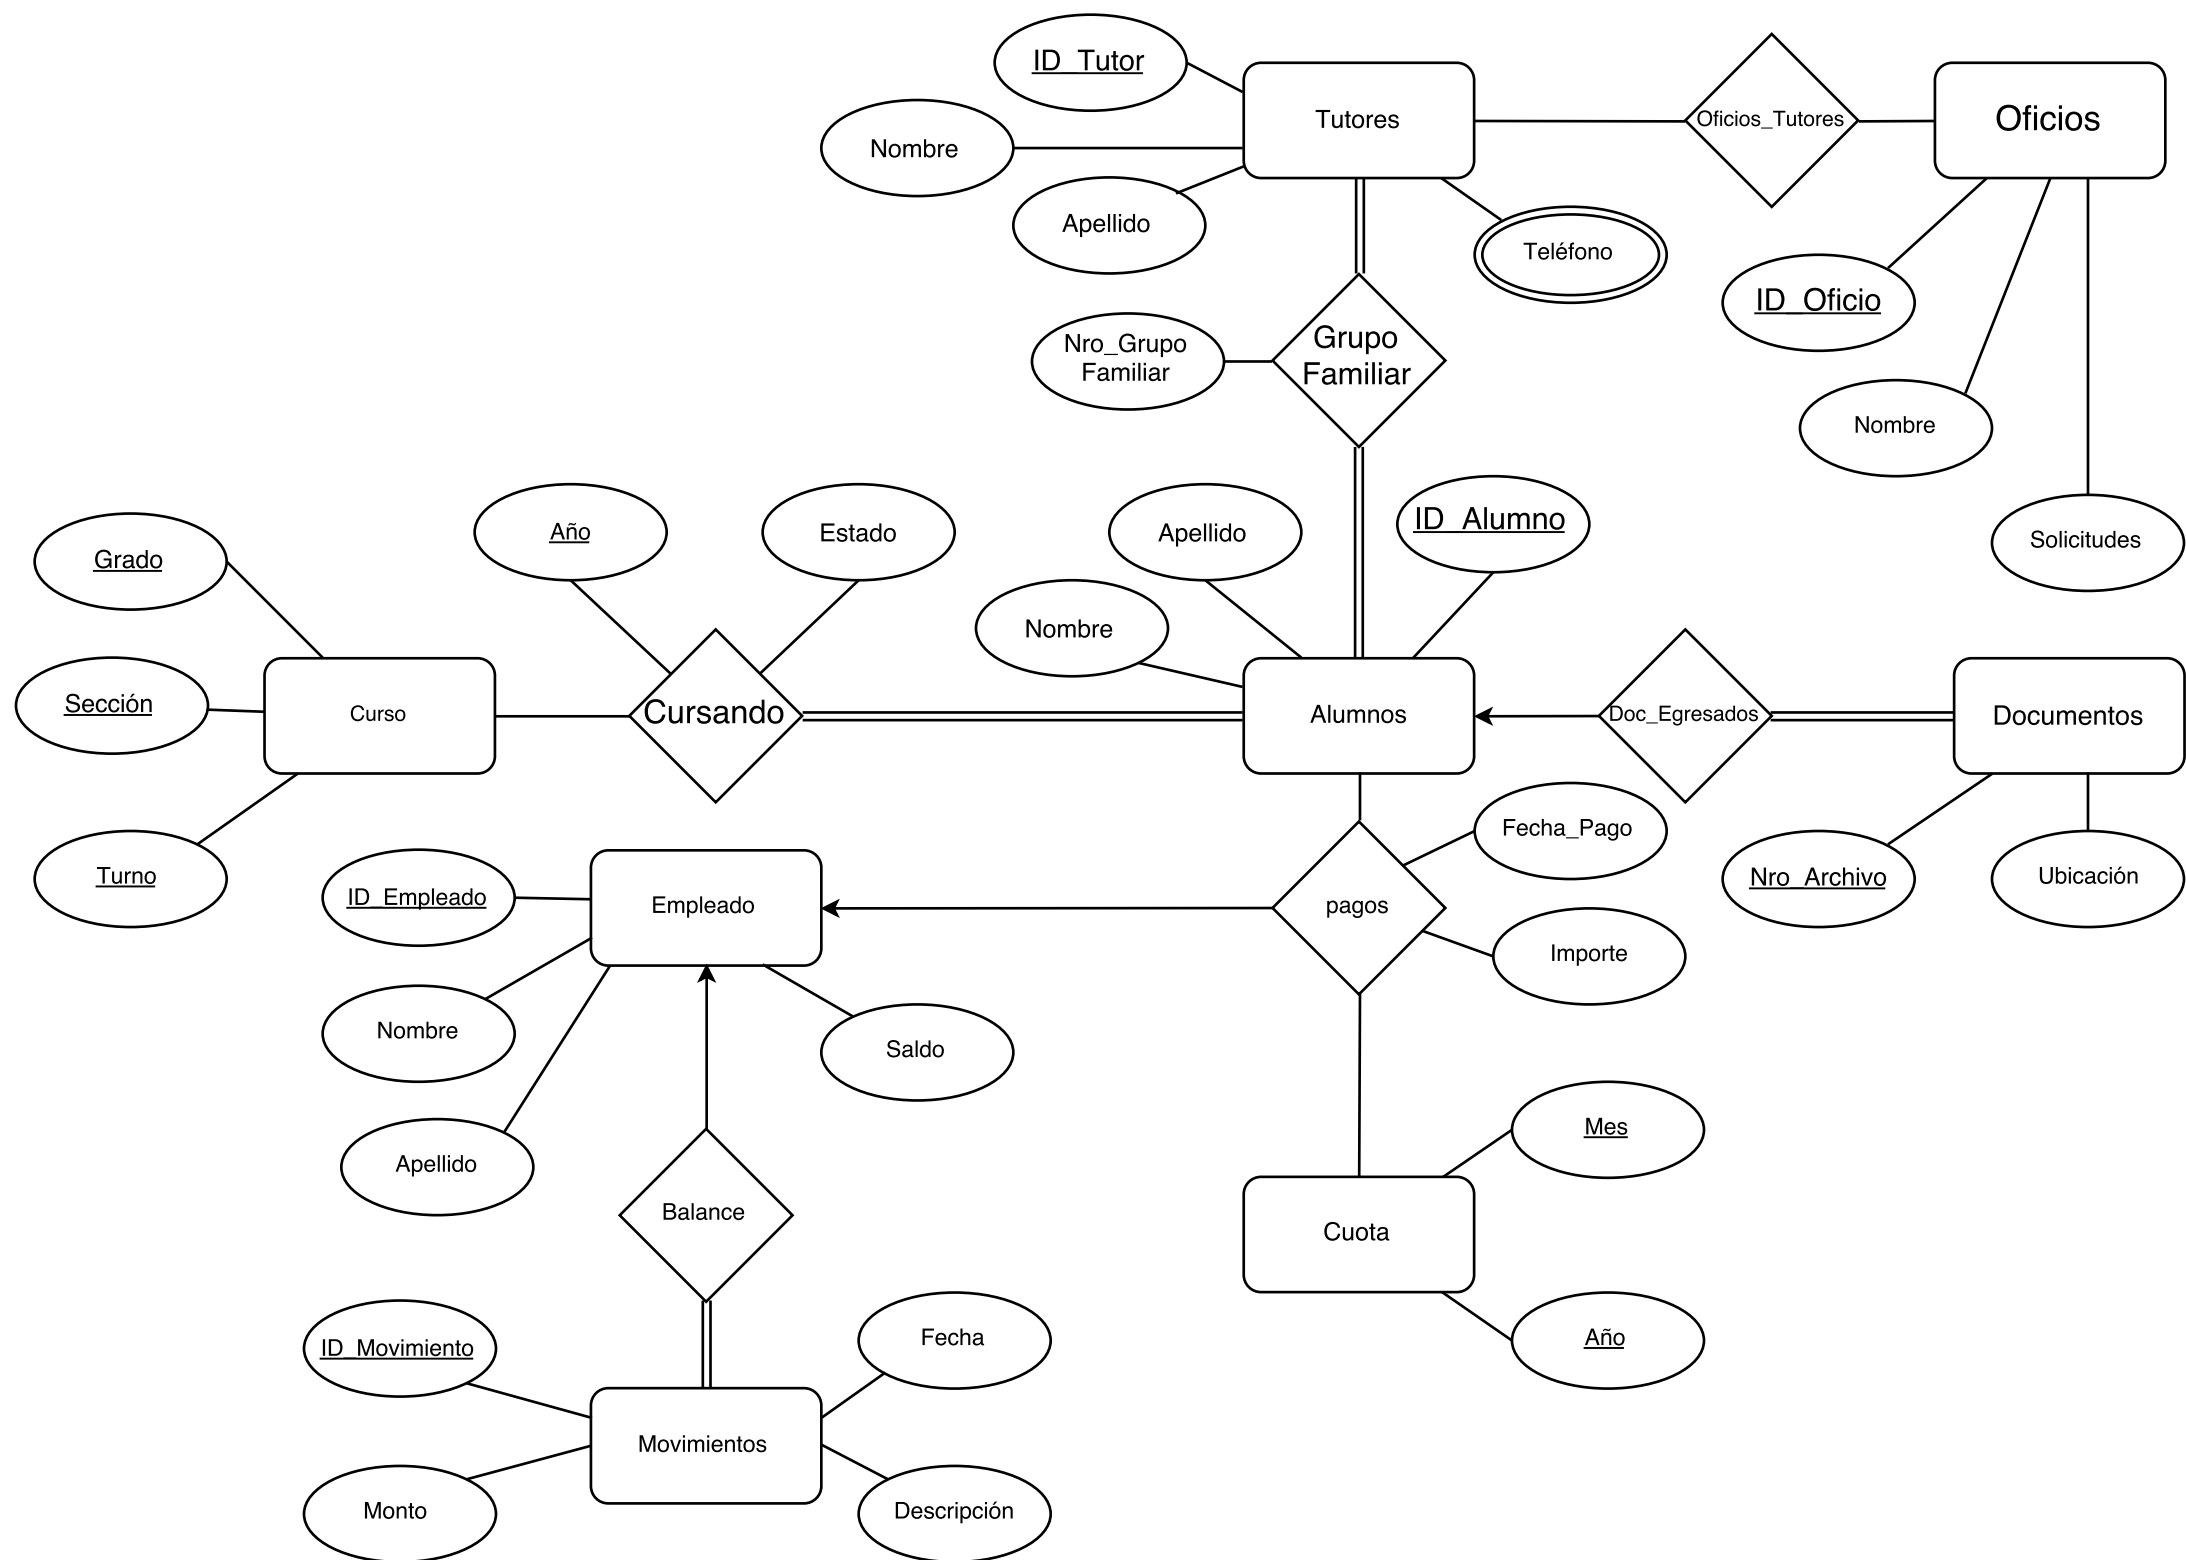 ID_Tutor
Tutores
Oficios_Tutores
Oficios
Nombre
Apellido
Teléfono
ID_Oficio
Nro_Grupo
Familiar
Grupo
Familiar
Nombre
Solicitudes
Año
Estado
Apellido
ID_Alumno
Grado
Nombre
Sección
Curso
Cursando
Alumnos
Doc_Egresados
Documentos
Turno
ID_Empleado
Empleado
pagos
Fecha_Pago
Nro_Archivo
Ubicación
Importe
Nombre
Saldo
Apellido
Balance
Mes
Cuota
Año
ID_Movimiento
Fecha
Movimientos
Monto
Descripción